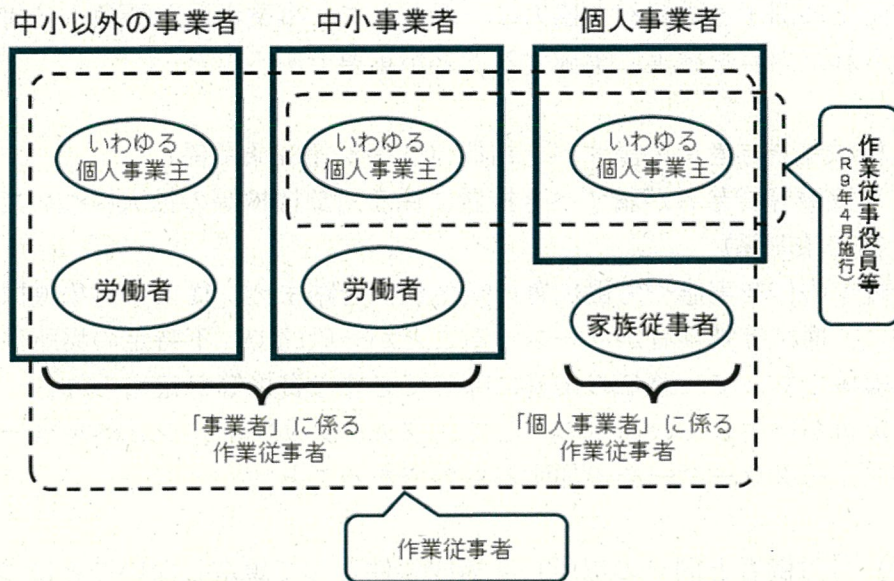 中小以外の事業者
中小事業者
個人事業者
いわゆる
個人事業主
いわゆる
個人事業主
いわゆる
個人事業主
作業従事役員等
(R9年4月施行)
労働者
労働者
家族従事者
「事業者」に係る
作業従事者
「個人事業者」に係る
作業従事者
作業従事者